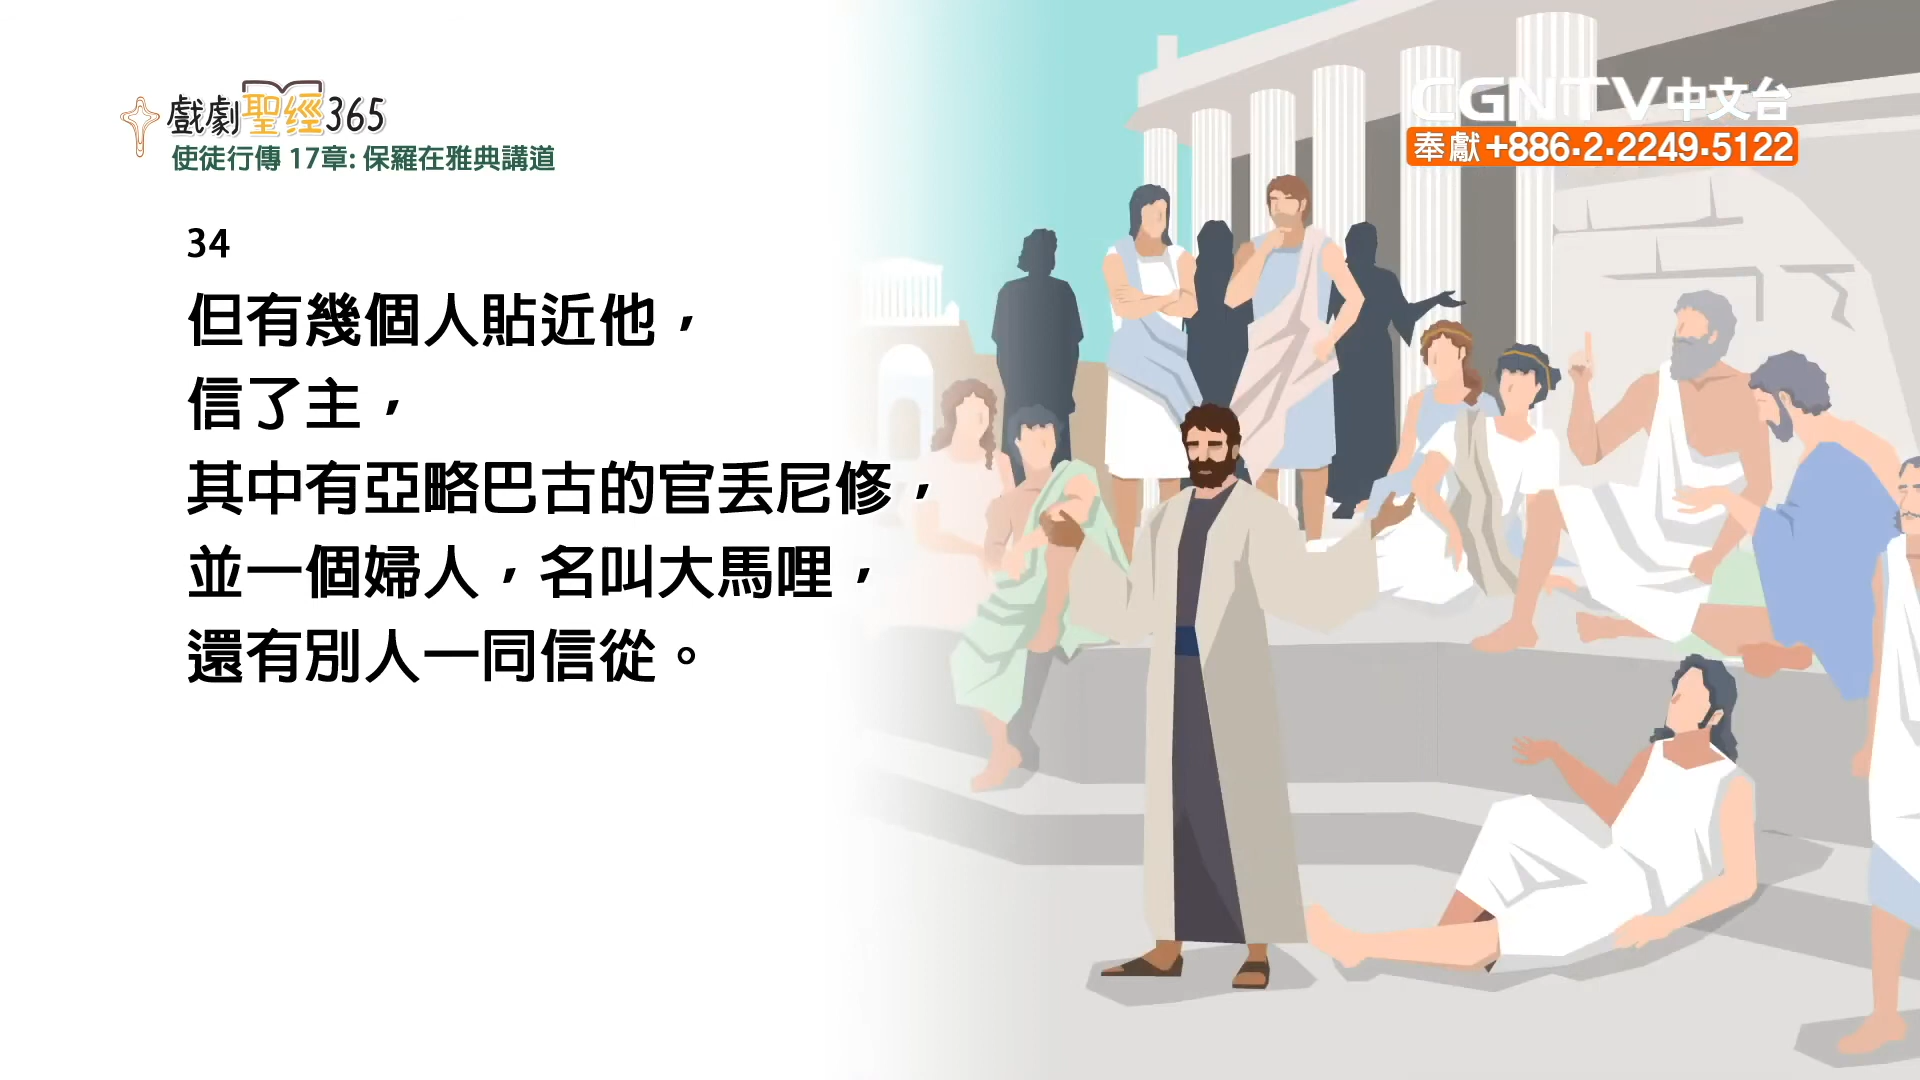 戲劇聖經365
使徒行傳 17章: 保羅在雅典講道
CGNTV中文台
奉獻 +886·2·2249·5122
34
但有幾個人貼近他，
信了主，
其中有亞略巴古的官丟尼修，
並一個婦人，名叫大馬哩，
還有別人一同信從。